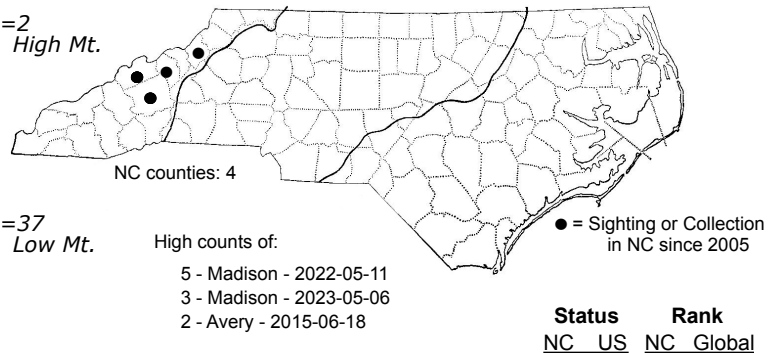 =2
High Mt.
NC counties: 4
=37
Low Mt.
High counts of:
5 - Madison - 2022-05-11
3 - Madison - 2023-05-06
2 - Avery - 2015-06-18
● = Sighting or Collection
in NC since 2005
Status Rank
NC US NC Global